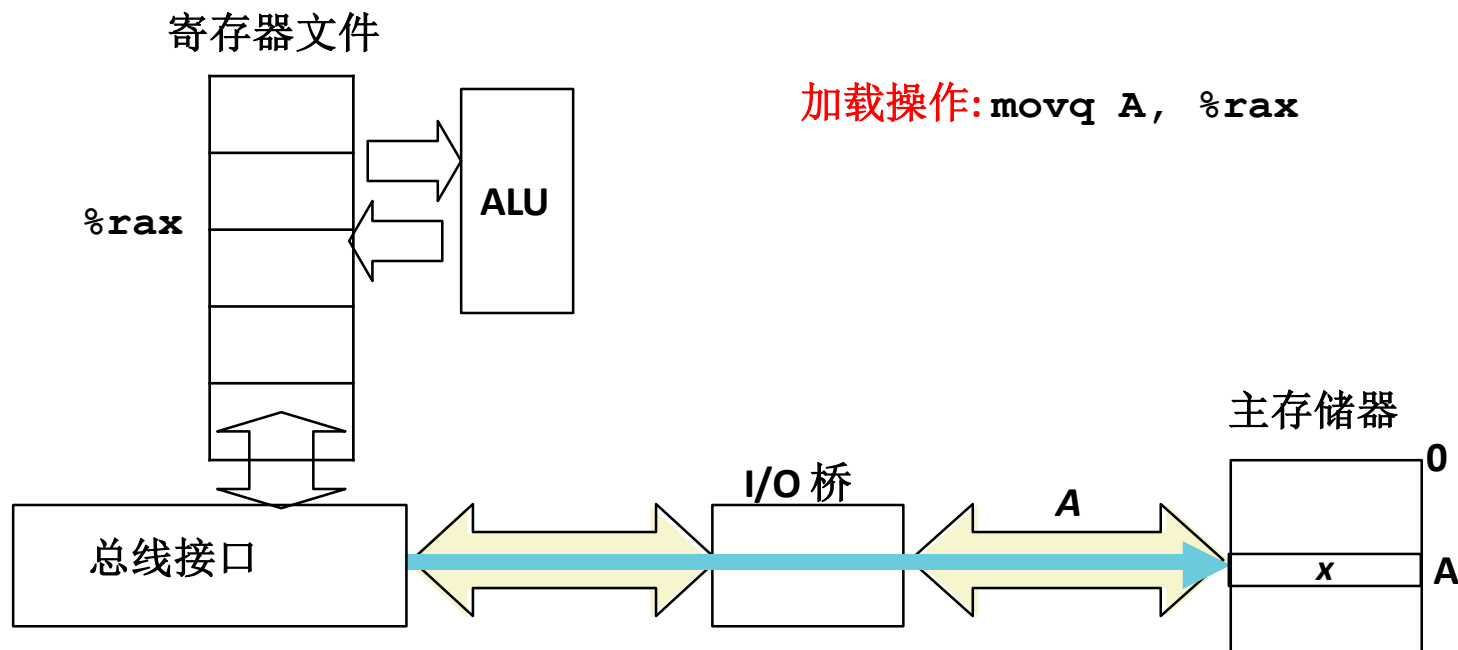 寄存器文件
加载操作: movq A, %rax
ALU
%rax
主存储器
0
I/O 桥
A
总线接口
x
A